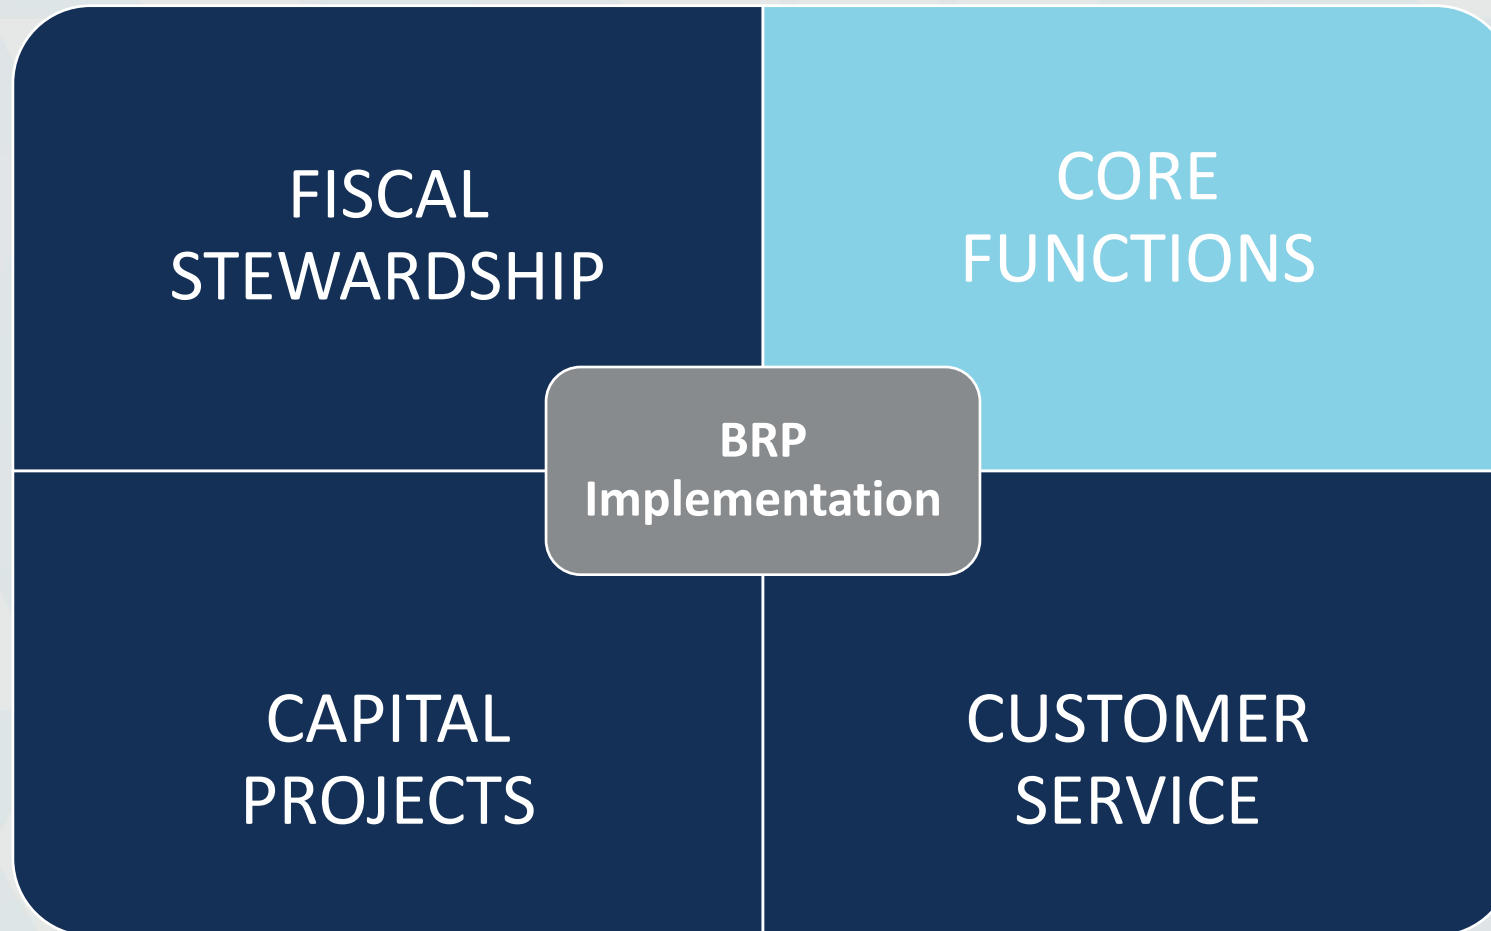 FISCAL
STEWARDSHIP
CORE
FUNCTIONS
BRP
Implementation
CAPITAL
PROJECTS
CUSTOMER
SERVICE